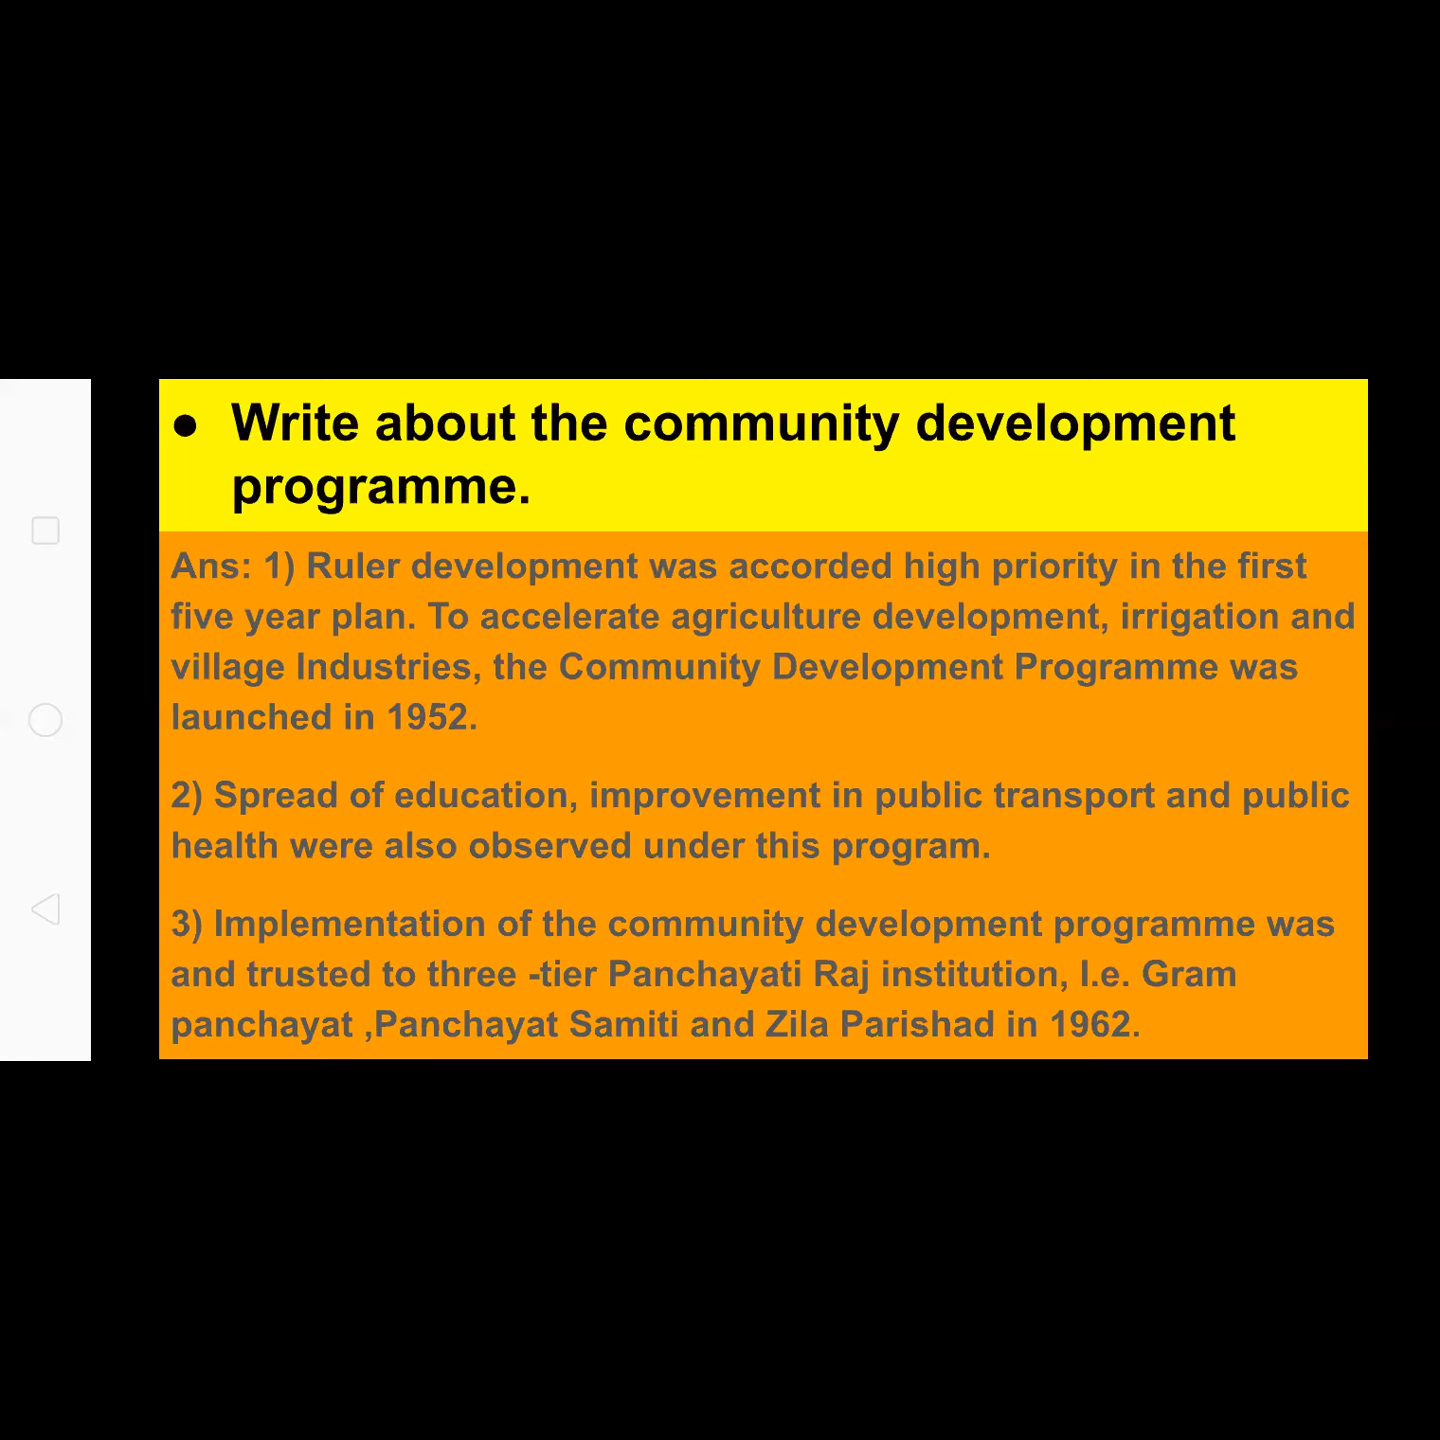 ● Write about the community development
programme.
Ans: 1) Ruler development was accorded high priority in the first
five year plan. To accelerate agriculture development, irrigation and
village Industries, the Community Development Programme was
launched in 1952.
2) Spread of education, improvement in public transport and public
health were also observed under this program.
3) Implementation of the community development programme was
and trusted to three -tier Panchayati Raj institution, I.e. Gram
panchayat ,Panchayat Samiti and Zila Parishad in 1962.